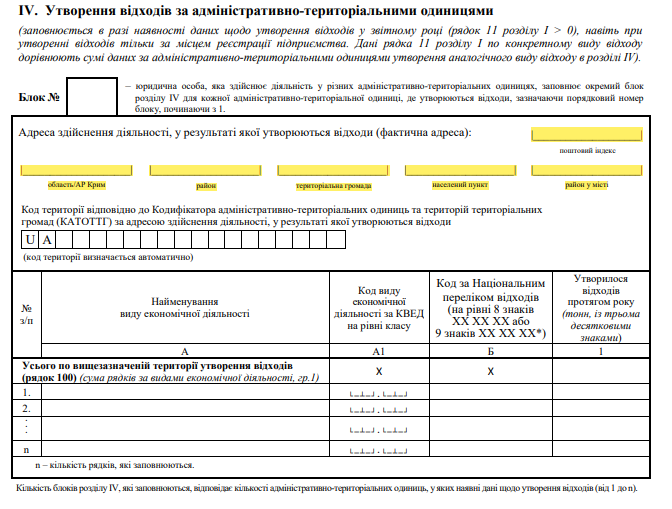 IV. Утворення відходів за адміністративно-територіальними одиницями
(заповнюється в разі наявності даних щодо утворення відходів у звітному році (рядок 11 розділу І > 0), навіть при
утворенні відходів тільки за місцем реєстрації підприємства. Дані рядка 11 розділу І по конкретному виду відходу
дорівнюють сумі даних за адміністративно-територіальними одиницями утворення аналогічного виду відходу в розділі IV).
Блок №
– юридична особа, яка здійснює діяльність у різних адміністративно-територіальних одиницях, заповнює окремий блок
розділу IV для кожної адміністративно-територіальної одиниці, де утворюються відходи, зазначаючи порядковий номер
блоку, починаючи з 1.
Адреса здійснення діяльності, у результаті якої утворюються відходи (фактична адреса):
поштовий індекс
область/АР Крим район територіальна громада населений пункт район у місті
Код території відповідно до Кодифікатора адміністративно-територіальних одиниць та територій територіальних
громад (КАТОТТГ) за адресою здійснення діяльності, у результаті якої утворюються відходи
U A
(код території визначається автоматично)
№
з/п
Найменування
виду економічної діяльності
Код виду
економічної
діяльності за КВЕД
на рівні класу
Код за Національним
переліком відходів
(на рівні 8 знаків
ХХ ХХ ХХ або
9 знаків ХХ ХХ ХХ*)
Утворилося
відходів
протягом року
(тонн, із трьома
десятковими
знаками)
А А1 Б 1
Усього по вищезазначеній території утворення відходів
(рядок 100) (сума рядків за видами економічної діяльності, гр.1)
Х Х
1.
2.
:
n
n – кількість рядків, які заповнюються.
Кількість блоків розділу IV, які заповнюються, відповідає кількості адміністративно-територіальних одиниць, у яких наявні дані щодо утворення відходів (від 1 до n).